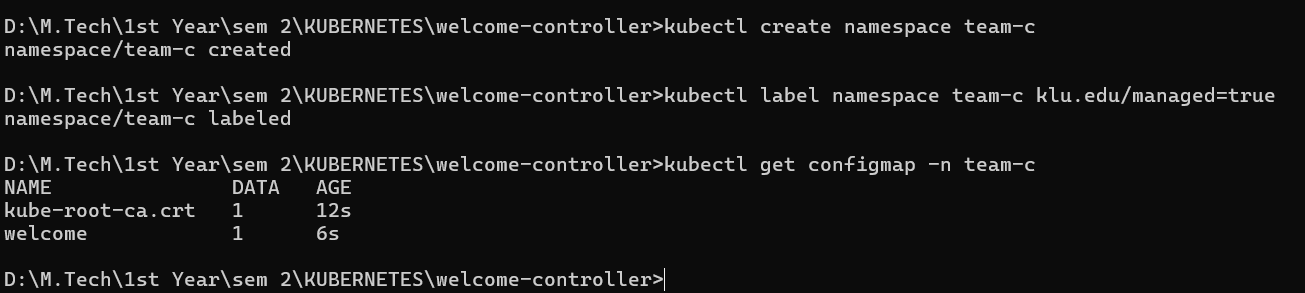 D:\M.Tech\1st Year\sem 2\KUBERNETES\welcome-controller>kubectl create namespace team-c
namespace/team-c created
D:\M.Tech\1st Year\sem 2\KUBERNETES\welcome-controller>kubectl label namespace team-c klu.edu/managed=true
namespace/team-c labeled
D:\M.Tech\1st Year\sem 2\KUBERNETES\welcome-controller>kubectl get configmap -n team-c
NAME DATA AGE
kube-root-ca.crt 1 12s
welcome 1 6s
D:\M.Tech\1st Year\sem 2\KUBERNETES\welcome-controller>